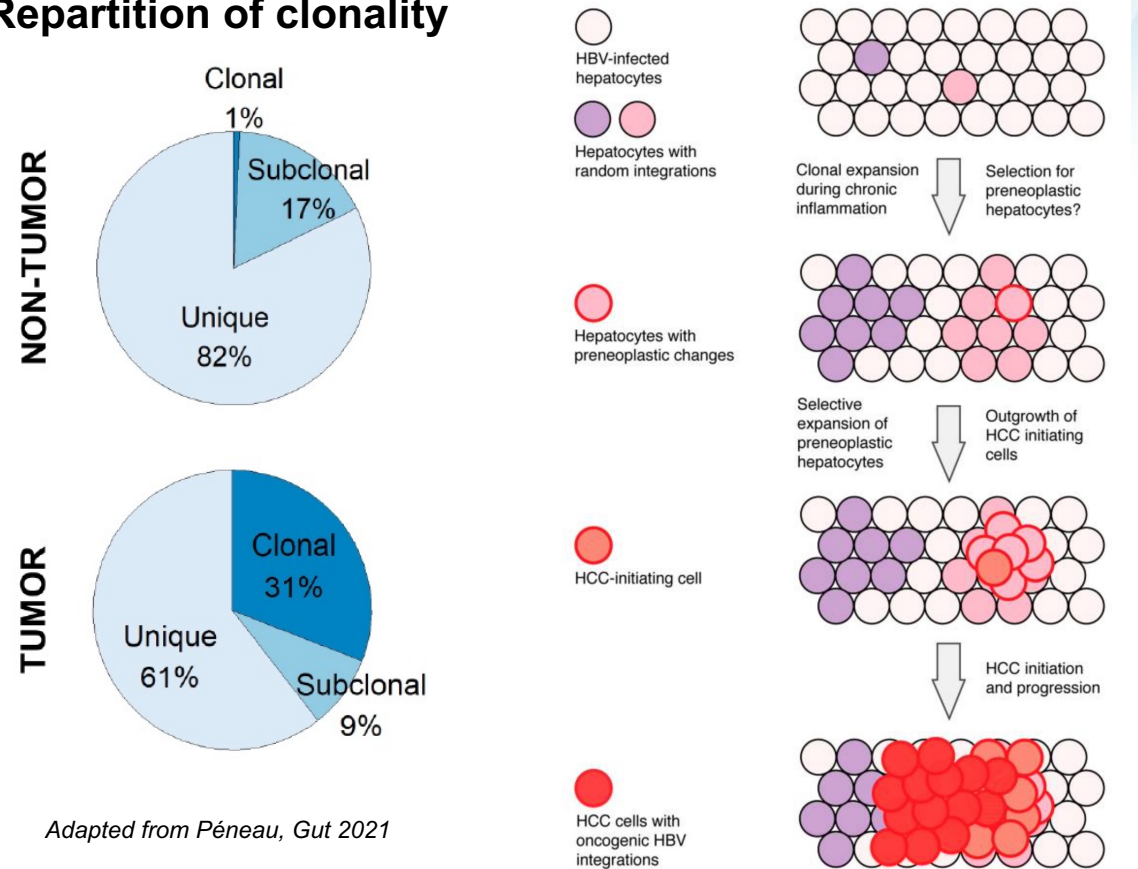 Repartition of clonality
NON-TUMOR
Clonal
1%
Subclonal
17%
Unique
82%
TUMOR
Clonal
31%
Unique
61%
Subclonal
9%
Adapted from Péneau, Gut 2021
HBV-infected
hepatocytes
Hepatocytes with
random integrations
Clonal expansion
during chronic
inflammation
Selection for
preneoplastic
hepatocytes?
Hepatocytes with
preneoplastic changes
Selective
expansion of
preneoplastic
hepatocytes
Outgrowth of
HCC initiating
cells
HCC-initiating cell
HCC initiation
and progression
HCC cells with
oncogenic HBV
integrations